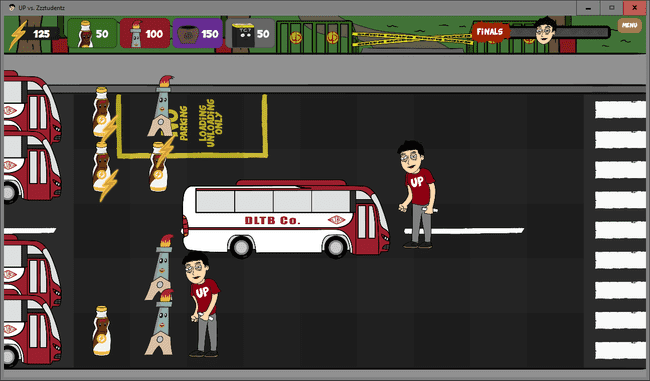 UP vs. Zzztudentz
125
50
100
150
TCT
50
FINALS
MENU
NO
PARKING
LOADING
UNLOADING
ONLY
UP
DLTB Co.
UP